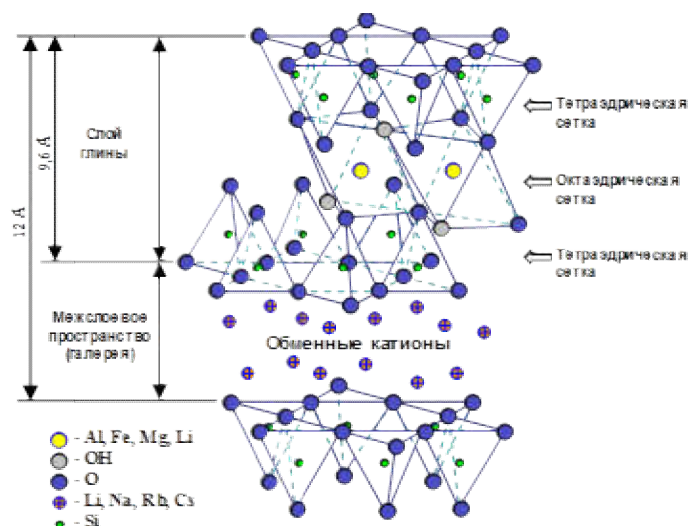 Слой
глины
9,6 Å
12 Å
Межслоевое
пространство
(галерея)
Тетраэдрическая
сетка
Октаэдрическая
сетка
Тетраэдрическая
сетка
Обменные катионы
- Al, Fe, Mg, Li
- OH
- O
- Li, Na, Rb, Cs
- Si